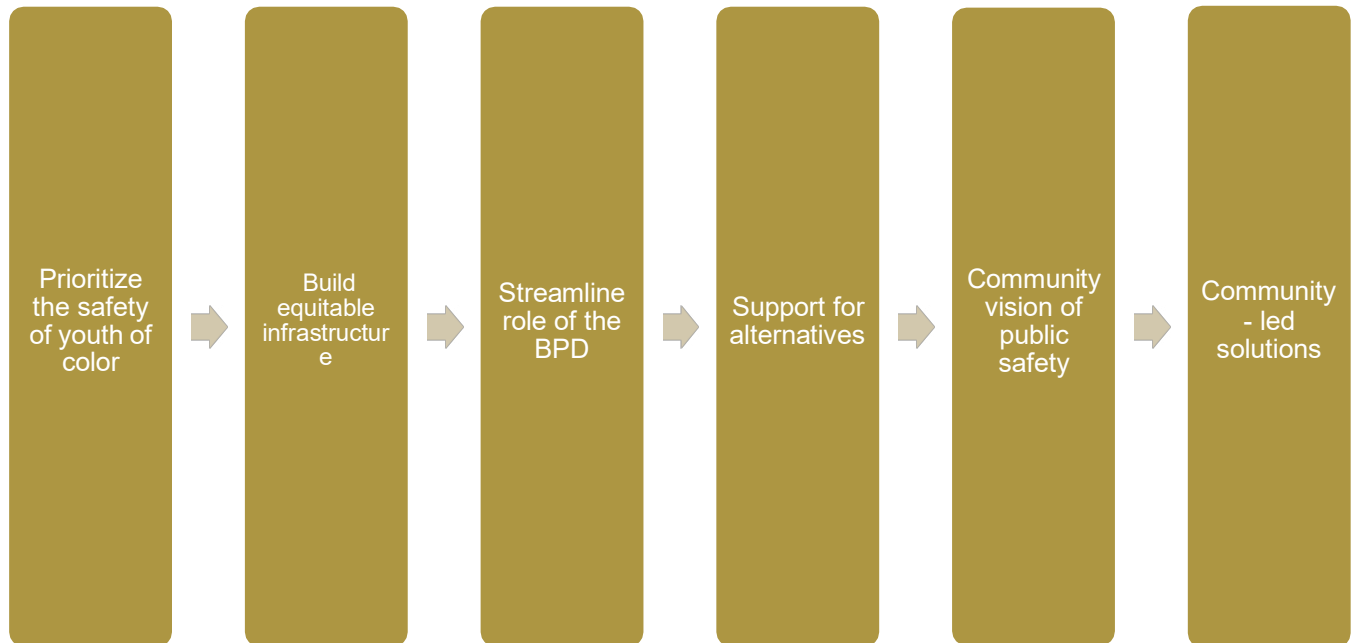 Prioritize
the safety
of youth of
color
Build
equitable
infrastructur
e
Streamline
role of the
BPD
Support for
alternatives
Community
vision of
public
safety
Community
- led
solutions